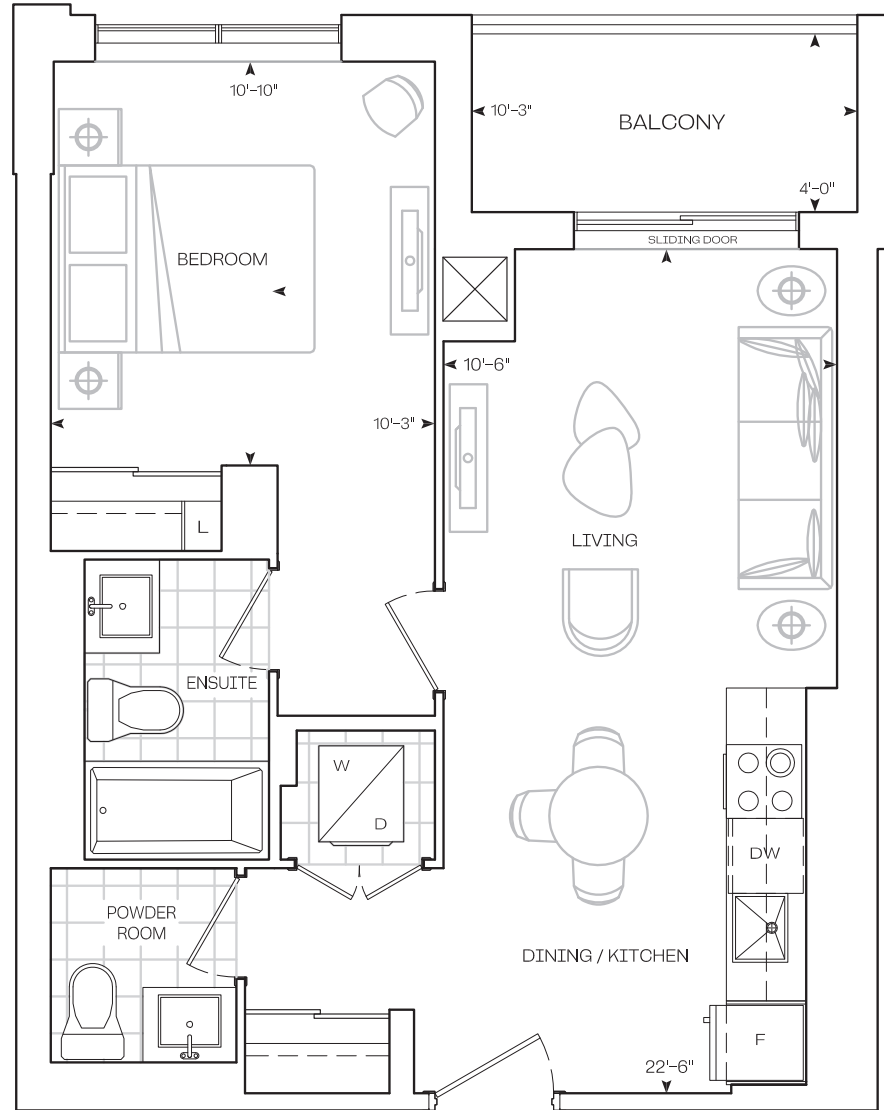 10'-10"
10'-3"
BALCONY
4'-0"
SLIDING DOOR
BEDROOM
10'-6"
10'-3"
L
LIVING
ENSUITE
W
D
DW
POWDER
ROOM
DINING / KITCHEN
F
22'-6"